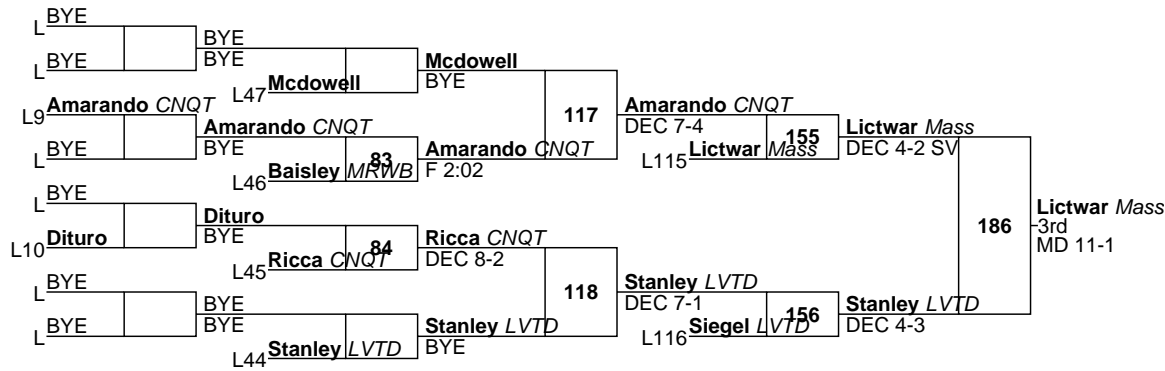 L BYE
BYE
L BYE
BYE
Mcdowell
L47 Mcdowell
BYE
L9 Amarando CNQT
117
Amarando CNQT
Amarando CNQT
DEC 7-4
155
Lictwar Mass
L BYE
BYE
83
Amarando CNQT
L115 Lictwar Mass
DEC 4-2 SV
L46 Baisley MRWB
F 2:02
L BYE
Dituro
186
Lictwar Mass
L10 Dituro
BYE
84
Ricca CNQT
3rd
L45 Ricca CNQT
DEC 8-2
MD 11-1
L BYE
118
Stanley LVTD
BYE
DEC 7-1
156
Stanley LVTD
L BYE
BYE
Stanley LVTD
L116 Siegel LVTD
DEC 4-3
L44 Stanley LVTD
BYE